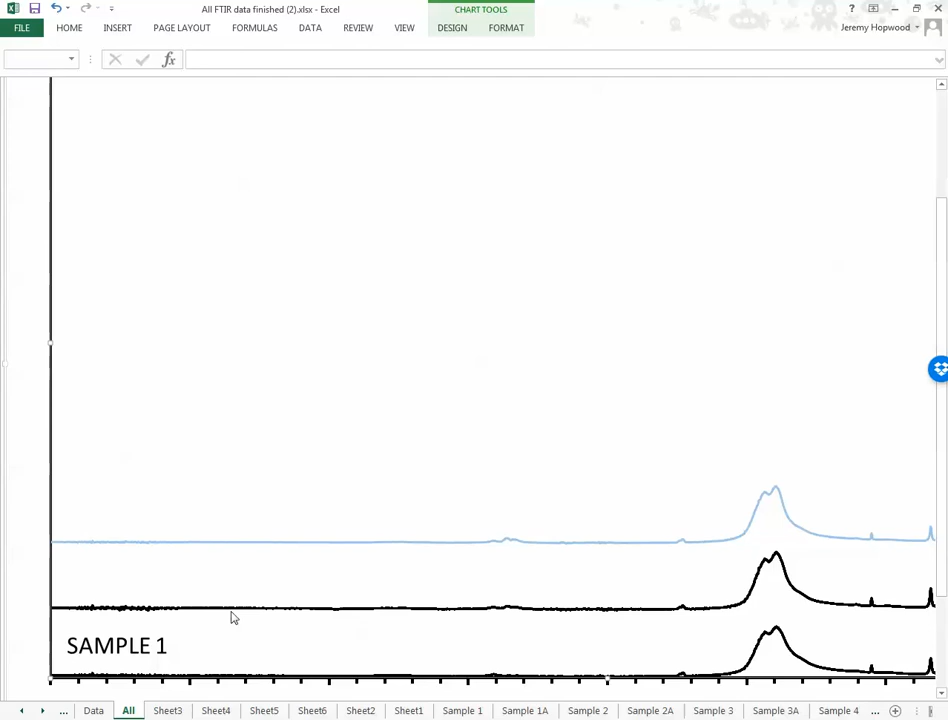 All FTIR data finished (2).xlsx - Excel
CHART TOOLS
?
FILE HOME INSERT PAGE LAYOUT FORMULAS DATA REVIEW VIEW DESIGN FORMAT
Jeremy Hopwood
fx
SAMPLE 1
... Data All Sheet3 Sheet4 Sheet5 Sheet6 Sheet2 Sheet1 Sample 1 Sample 1A Sample 2 Sample 2A Sample 3 Sample 3A Sample 4 ...